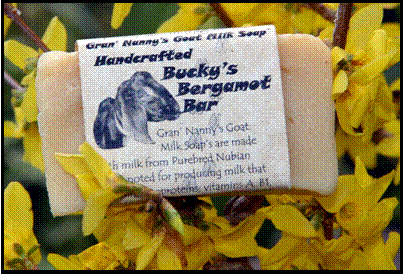 Gran' Nanny's Goat Milk Soap
Handcrafted
Bucky's
Bergamot
Bar
Gran' Nanny's Goat
Milk Soap's are made
milk from Purebred Nubian
noted for producing milk that
proteins, vitamins A, B1,